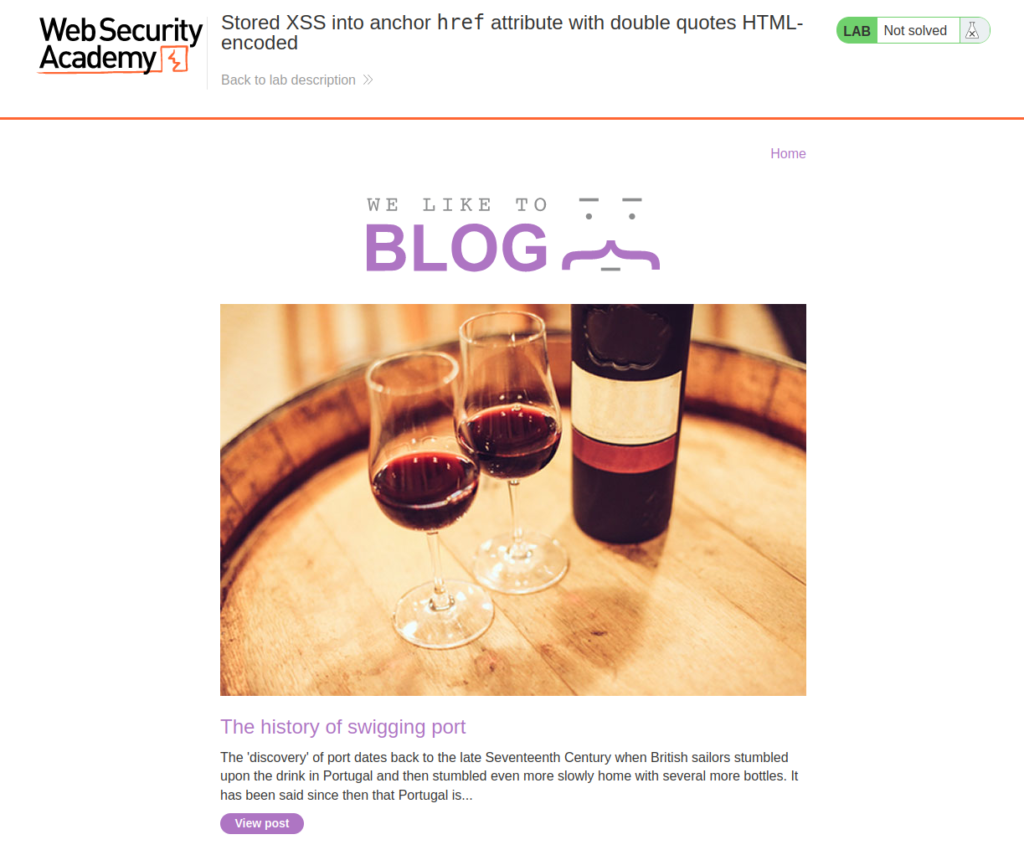 Web Security
Academy
Stored XSS into anchor href attribute with double quotes HTML-
encoded
Back to lab description
LAB Not solved
Home
WE LIKE TO
BLOG
The history of swigging port
The 'discovery' of port dates back to the late Seventeenth Century when British sailors stumbled
upon the drink in Portugal and then stumbled even more slowly home with several more bottles. It
has been said since then that Portugal is...
View post